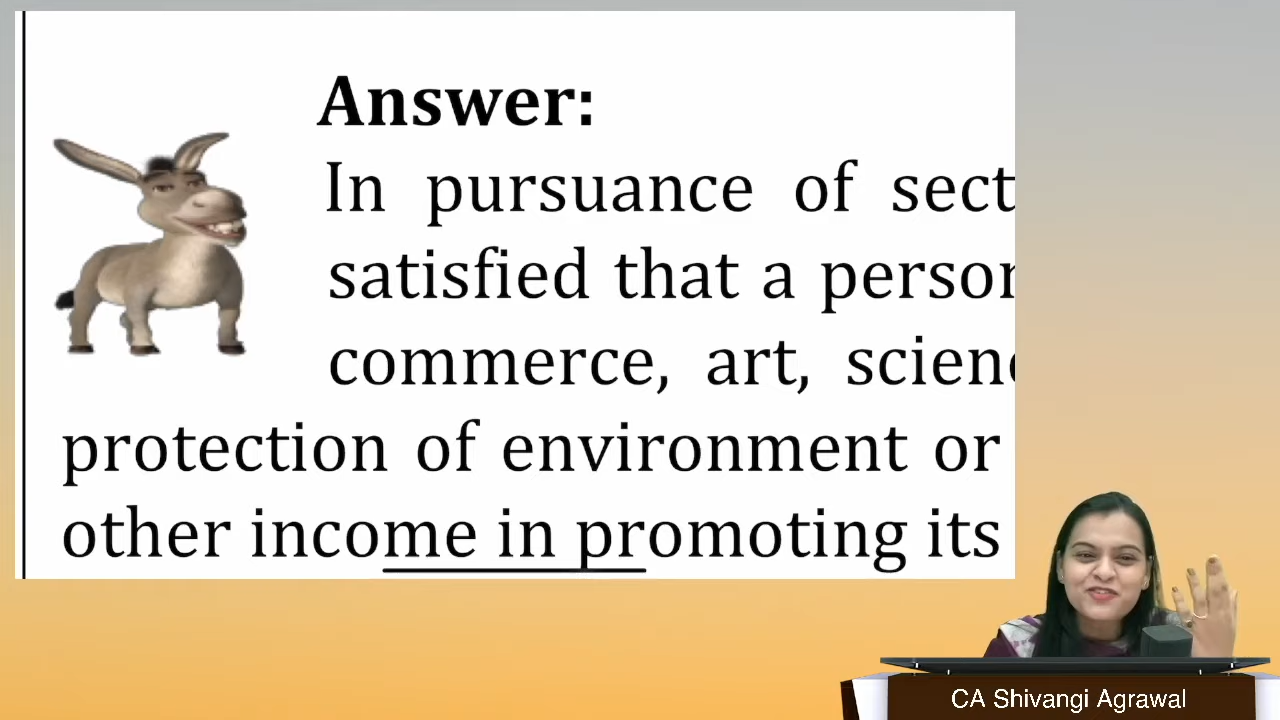 Answer:
In pursuance of sect
satisfied that a person
commerce, art, scienc
protection of environment or
other income in promoting its
CA Shivangi Agrawal